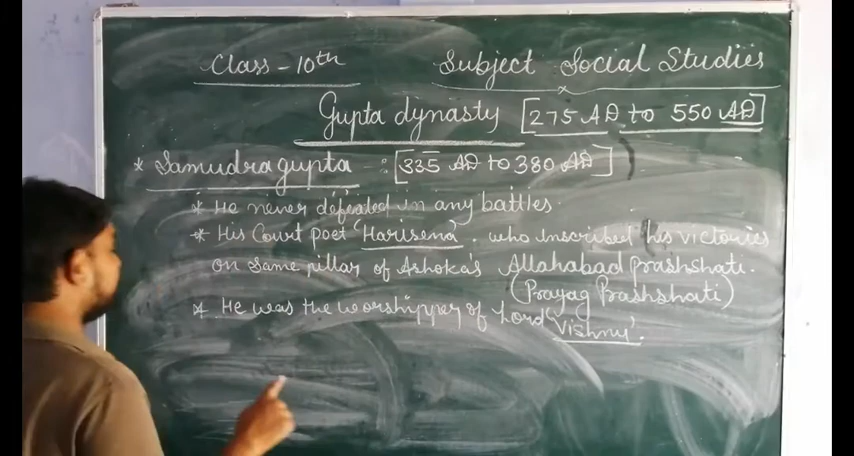 Class - 10th Subject Social Studies
Gupta dynasty [275 AD to 550 AD]
* Samudragupta - : [335 AD to 380 AD]
* He never defeated in any battles.
* His Court poet 'Harisena'. who inscribed his victories
on same pillar of Ashoka's Allahabad prashshati.
(Prayag Prashshati)
* He was the worshipper of Lord 'Vishnu'.